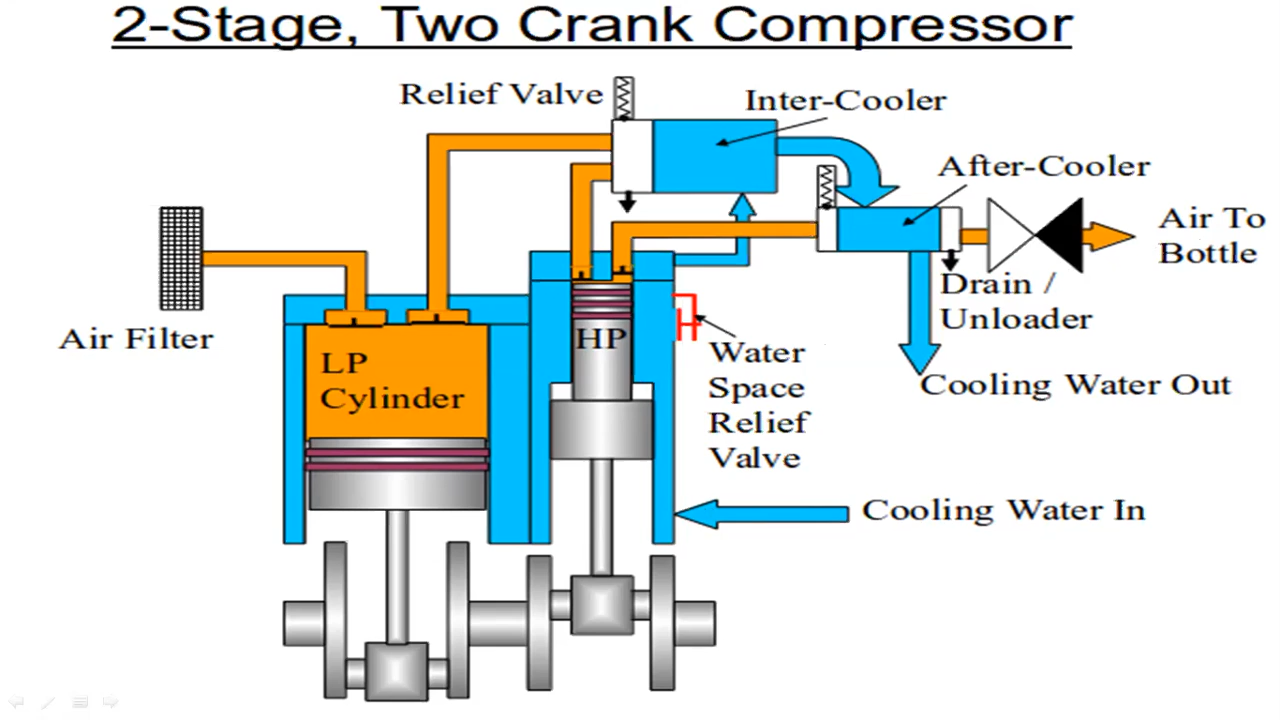 2-Stage, Two Crank Compressor
Relief Valve
Inter-Cooler
After-Cooler
Air To
Bottle
Drain /
Unloader
Air Filter
LP
Cylinder
HP
Water
Space
Relief
Valve
Cooling Water Out
Cooling Water In